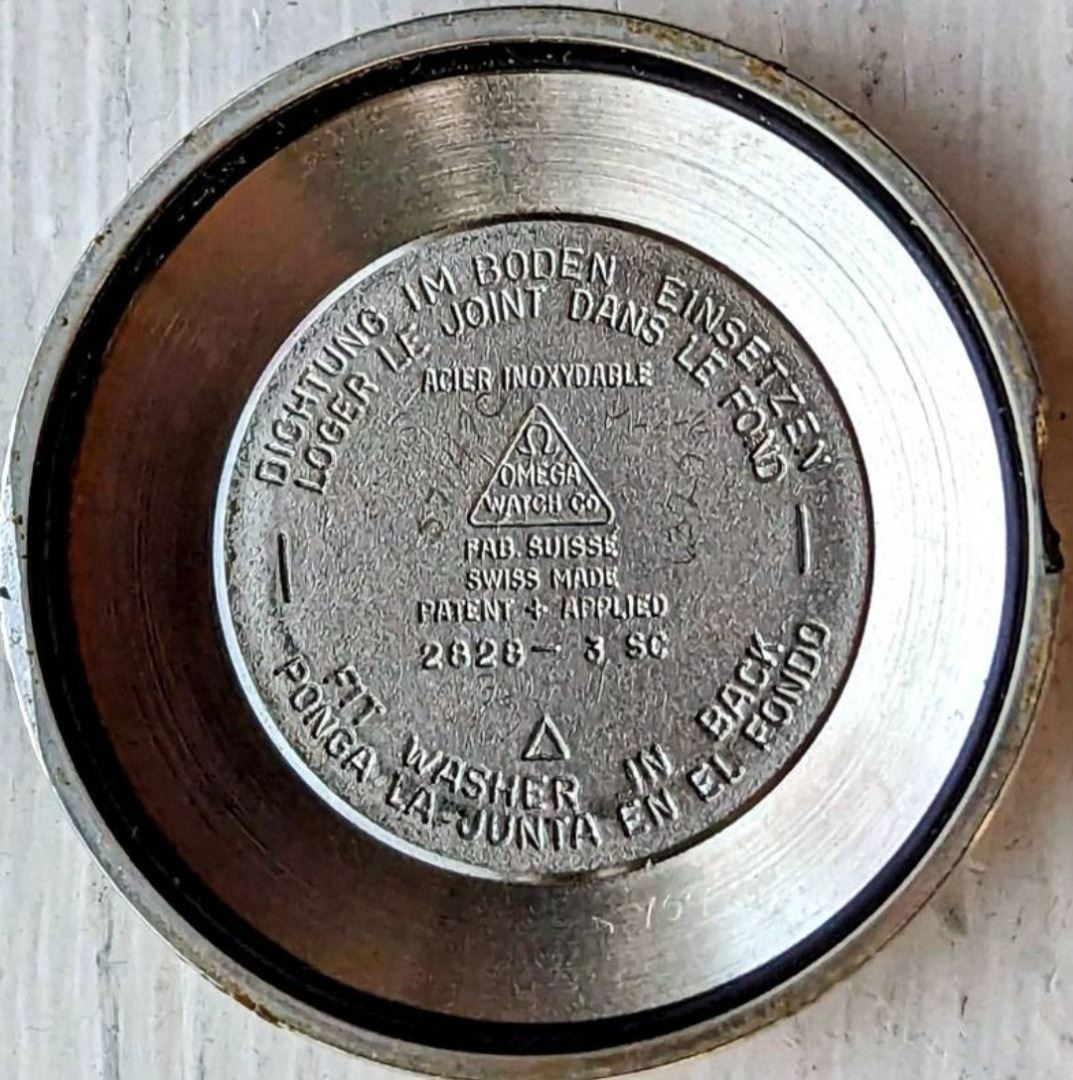 DICHTUNG IM BODEN EINSETZEN
LOGER LE JOINT DANS LE FOND
ACIER INOXYDABLE
Ω
OMEGA
WATCH Co
FAB. SUISSE
SWISS MADE
PATENT + APPLIED
2828 - 3 SC
FIT WASHER IN BACK
PONGA LA JUNTA EN EL FONDO